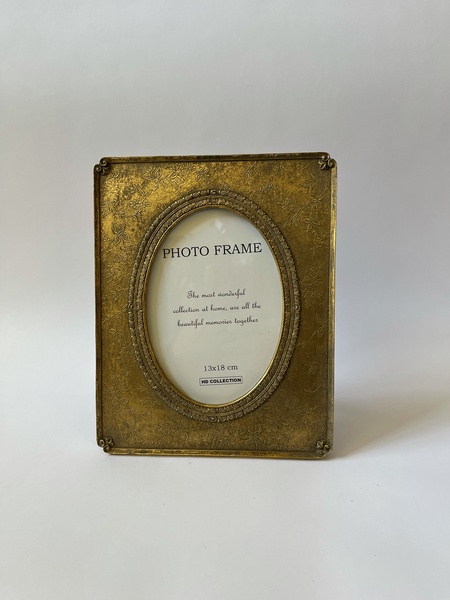 PHOTO FRAME
The most wonderful
collection at home, are all the
beautiful memories together
13x18 cm
HD COLLECTION